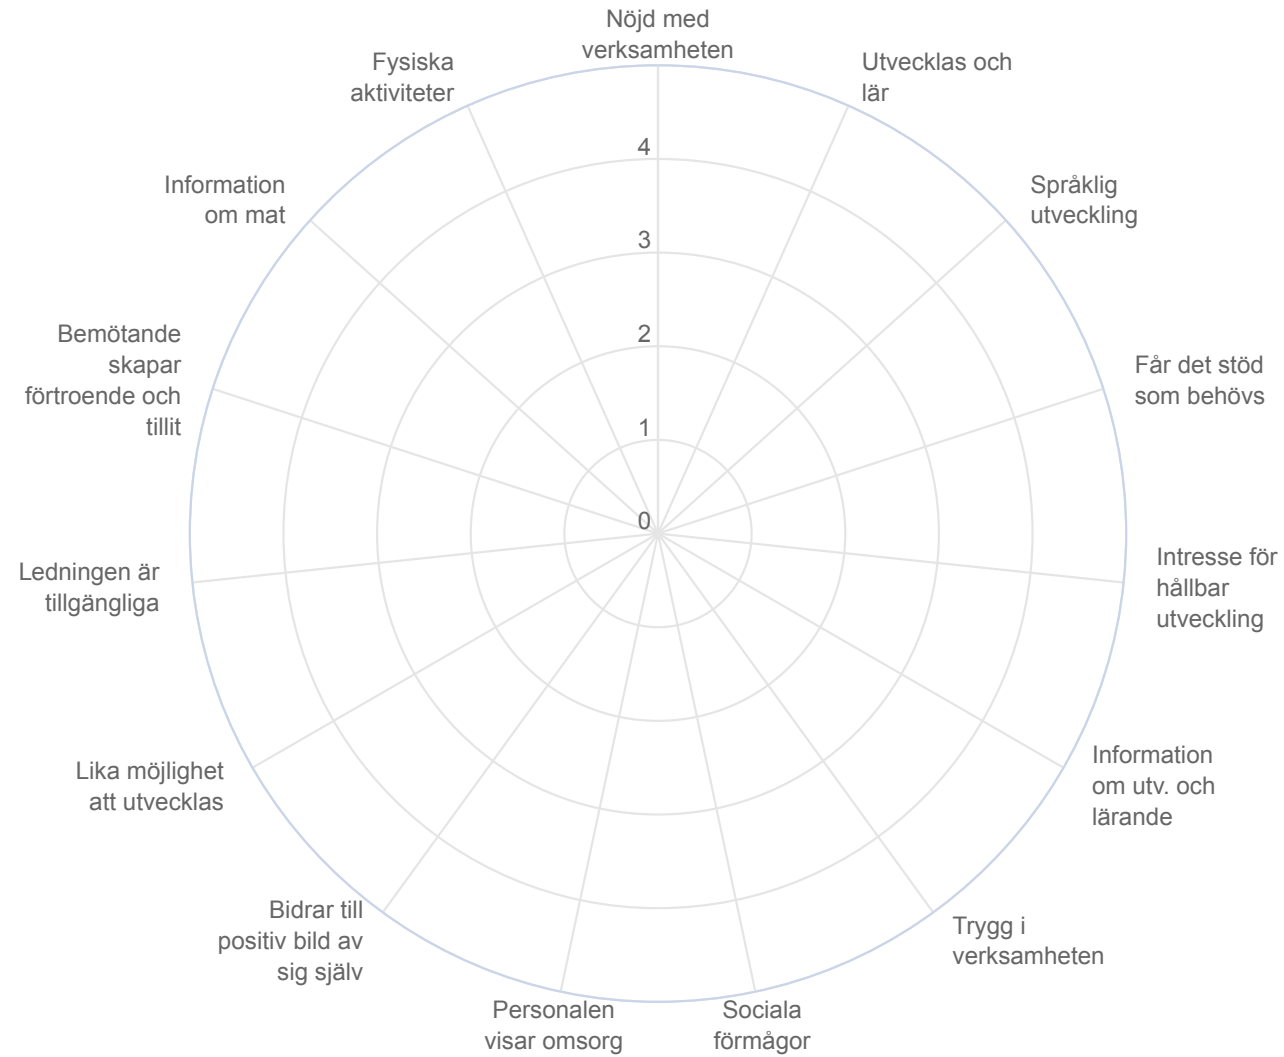 Nöjd med
verksamheten
Utvecklas och
lär
Språklig
utveckling
Får det stöd
som behövs
Intresse för
hållbar
utveckling
Information
om utv. och
lärande
Trygg i
verksamheten
Sociala
förmågor
Personalen
visar omsorg
Bidrar till
positiv bild av
sig själv
Lika möjlighet
att utvecklas
Ledningen är
tillgängliga
Bemötande
skapar
förtroende och
tillit
Information
om mat
Fysiska
aktiviteter
4
3
2
1
0